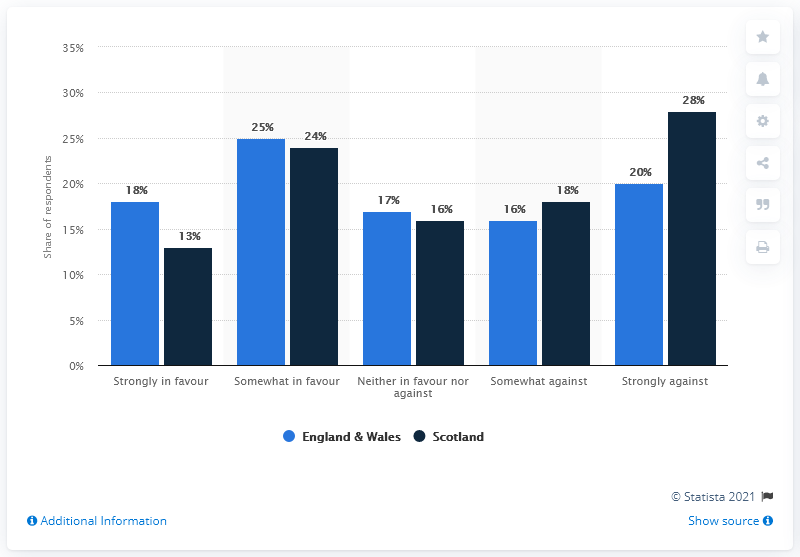 35%
30%
25%
20%
15%
10%
5%
0%
Share of respondents
18%
13%
25%
24%
17%
16%
16%
18%
20%
28%
Strongly in favour
Somewhat in favour
Neither in favour nor
against
Somewhat against
Strongly against
England & Wales
Scotland
© Statista 2021
Additional Information
Show source